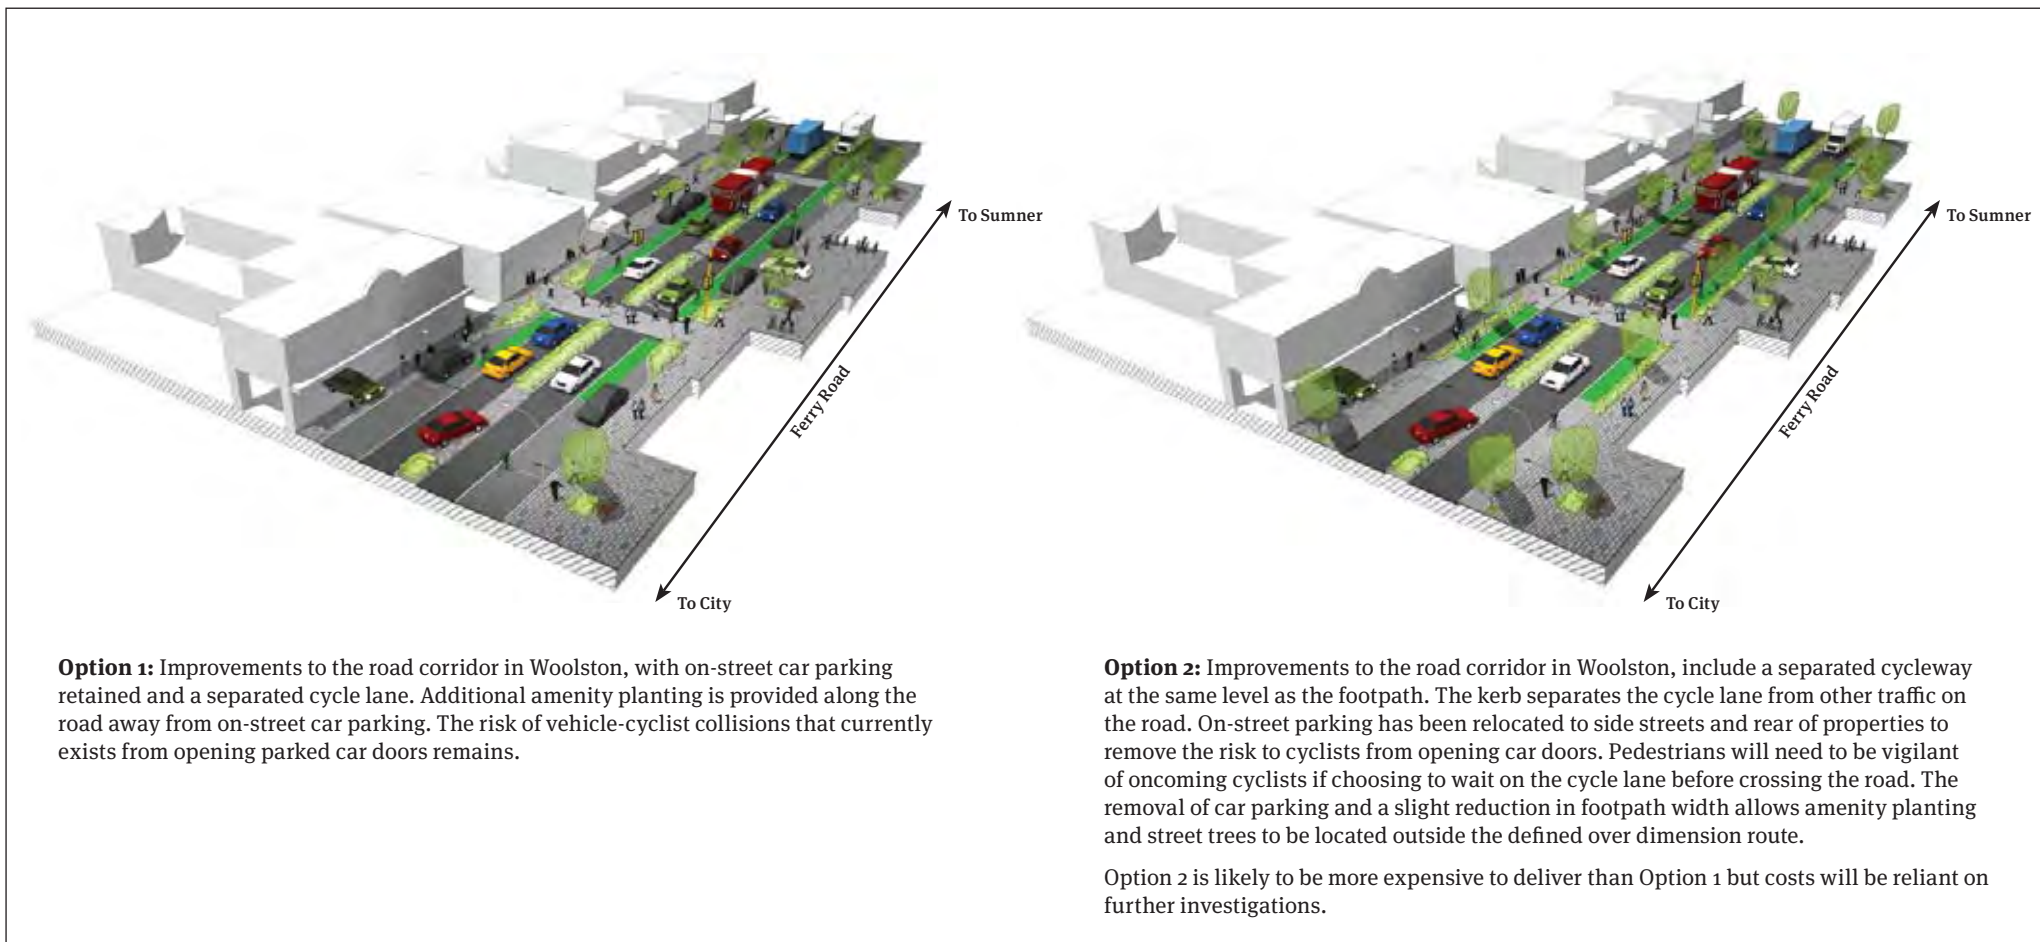 To Sumner
Ferry Road
To City
Option 1: Improvements to the road corridor in Woolston, with on-street car parking
retained and a separated cycle lane. Additional amenity planting is provided along the
road away from on-street car parking. The risk of vehicle-cyclist collisions that currently
exists from opening parked car doors remains.
To Sumner
Ferry Road
To City
Option 2: Improvements to the road corridor in Woolston, include a separated cycleway
at the same level as the footpath. The kerb separates the cycle lane from other traffic on
the road. On-street parking has been relocated to side streets and rear of properties to
remove the risk to cyclists from opening car doors. Pedestrians will need to be vigilant
of oncoming cyclists if choosing to wait on the cycle lane before crossing the road. The
removal of car parking and a slight reduction in footpath width allows amenity planting
and street trees to be located outside the defined over dimension route.
Option 2 is likely to be more expensive to deliver than Option 1 but costs will be reliant on
further investigations.